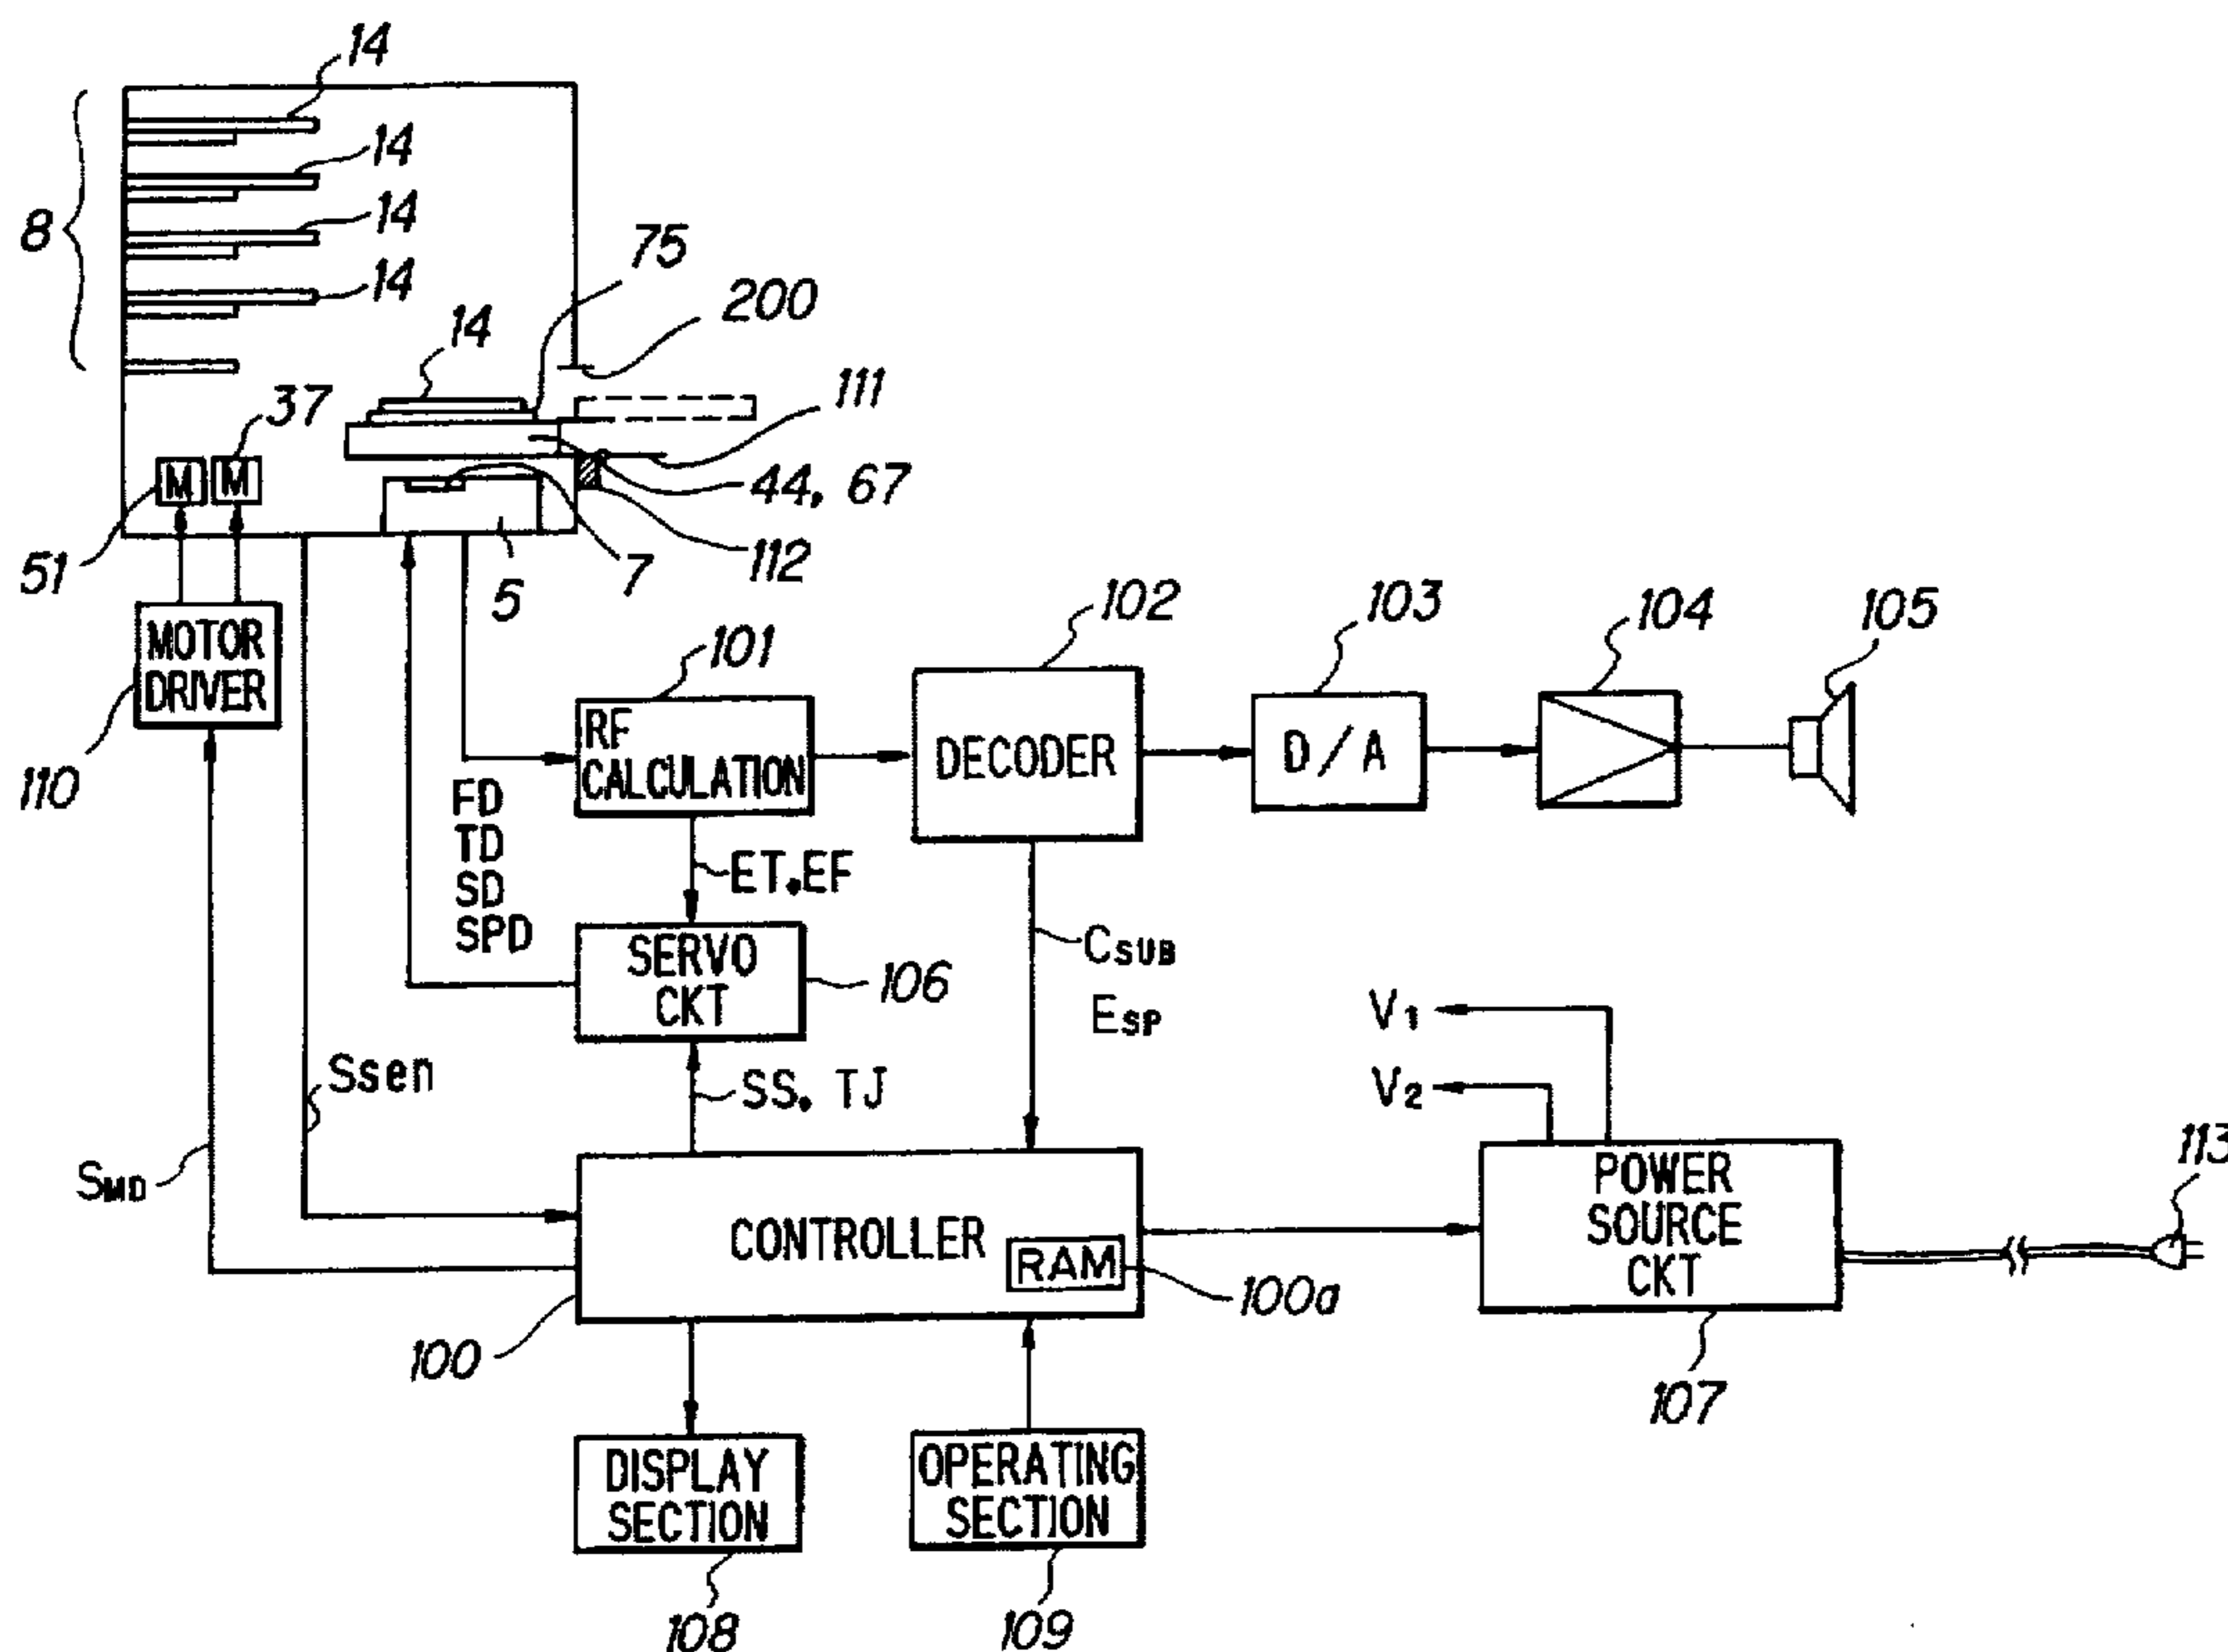 14
14
14
8
14
75
200
14
111
37
M M
44, 67
112
51
5
7
MOTOR
DRIVER
110
101
RF
CALCULATION
102
DECODER
103
D/A
104
105
FD
TD
SD
SPD
ET.EF
SERVO
CKT
106
CSUB
ESP
V1
V2
Ssen
SS. TJ
SMD
CONTROLLER
RAM
100a
100
POWER
SOURCE
CKT
113
107
DISPLAY
SECTION
108
OPERATING
SECTION
109